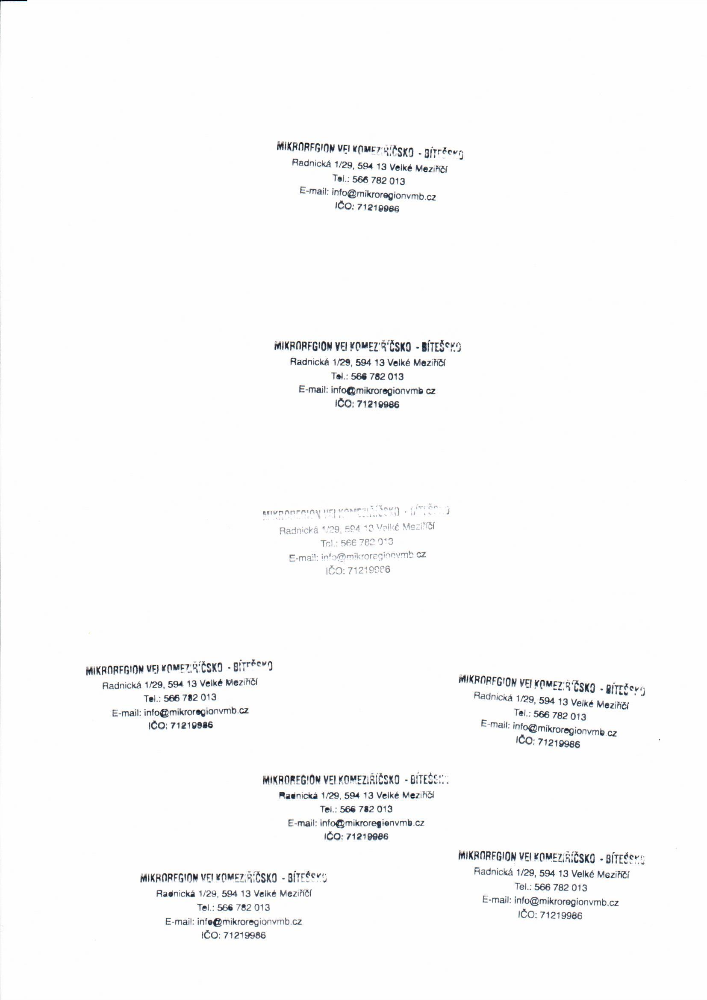 MIKROREGION VELKOMEZIŘÍČSKO - BÍTEŠSKO
Radnická 1/29, 594 13 Velké Meziříčí
Tel.: 566 782 013
E-mail: info@mikroregionvmb.cz
IČO: 71219986
MIKROREGION VELKOMEZIŘÍČSKO - BÍTEŠSKO
Radnická 1/29, 594 13 Velké Meziříčí
Tel.: 566 782 013
E-mail: info@mikroregionvmb.cz
IČO: 71219986
MIKROREGION VELKOMEZIŘÍČSKO - BÍTEŠSKO
Radnická 1/29, 594 13 Velké Meziříčí
Tel.: 566 782 013
E-mail: info@mikroregionvmb.cz
IČO: 71219986
MIKROREGION VELKOMEZIŘÍČSKO - BÍTEŠSKO
Radnická 1/29, 594 13 Velké Meziříčí
Tel.: 566 782 013
E-mail: info@mikroregionvmb.cz
IČO: 71219986
MIKROREGION VELKOMEZIŘÍČSKO - BÍTEŠSKO
Radnická 1/29, 594 13 Velké Meziříčí
Tel.: 566 782 013
E-mail: info@mikroregionvmb.cz
IČO: 71219986
MIKROREGION VELKOMEZIŘÍČSKO - BÍTEŠSKO
Radnická 1/29, 594 13 Velké Meziříčí
Tel.: 566 782 013
E-mail: info@mikroregionvmb.cz
IČO: 71219986
MIKROREGION VELKOMEZIŘÍČSKO - BÍTEŠSKO
Radnická 1/29, 594 13 Velké Meziříčí
Tel.: 566 782 013
E-mail: info@mikroregionvmb.cz
IČO: 71219986
MIKROREGION VELKOMEZIŘÍČSKO - BÍTEŠSKO
Radnická 1/29, 594 13 Velké Meziříčí
Tel.: 566 782 013
E-mail: info@mikroregionvmb.cz
IČO: 71219986